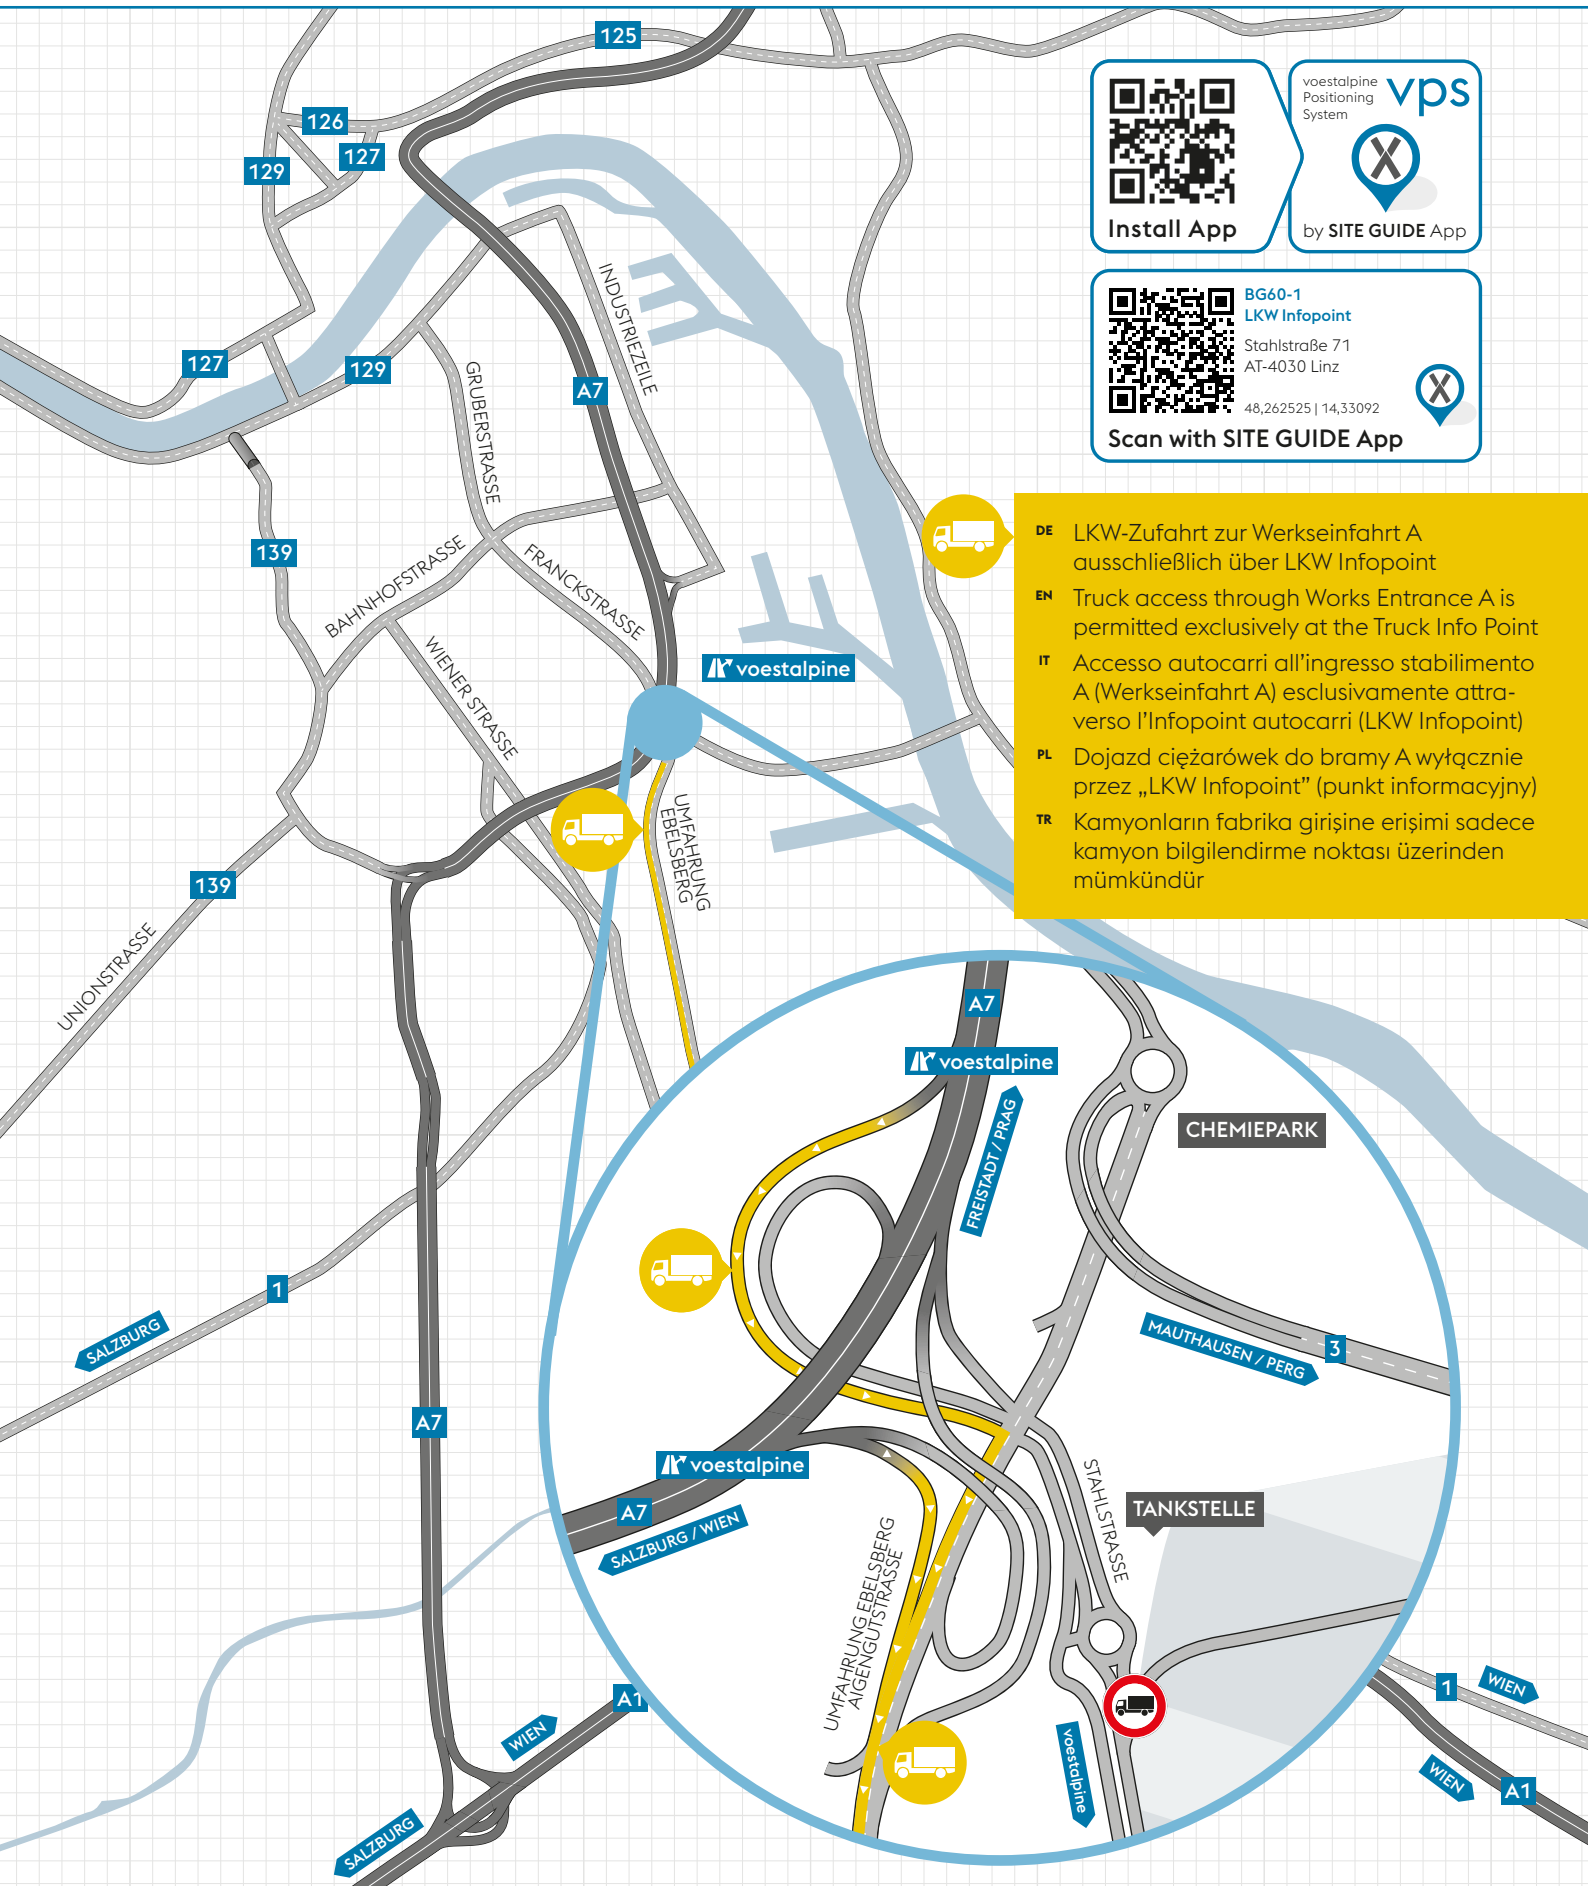 125
126
127
129
voestalpine
Positioning
System
vps
Install App
by SITE GUIDE App
BG60-1
LKW Infopoint
Stahlstraße 71
AT-4030 Linz
48,262525 | 14,33092
Scan with SITE GUIDE App
INDUSTRIEZEILE
127
129
A7
GRUBERSTRASSE
139
BAHNHOFSTRASSE
FRANCKSTRASSE
WIENER STRASSE
voestalpine
DE LKW-Zufahrt zur Werkseinfahrt A
ausschließlich über LKW Infopoint
EN Truck access through Works Entrance A is
permitted exclusively at the Truck Info Point
IT Accesso autocarri all'ingresso stabilimento
A (Werkseinfahrt A) esclusivamente attra-
verso l'Infopoint autocarri (LKW Infopoint)
PL Dojazd ciężarówek do bramy A wyłącznie
przez „LKW Infopoint” (punkt informacyjny)
TR Kamyonların fabrika girişine erişimi sadece
kamyon bilgilendirme noktası üzerinden
mümkündür
UMFAHRUNG
EBELSBERG
139
UNIONSTRASSE
A7
voestalpine
FREISTADT / PRAG
CHEMIEPARK
1
SALZBURG
MAUTHAUSEN / PERG
3
A7
voestalpine
A7
SALZBURG / WIEN
STAHLSTRASSE
TANKSTELLE
UMFAHRUNG EBELSBERG
AIGENGUTSTRASSE
A1
WIEN
SALZBURG
voestalpine
1
WIEN
WIEN
A1